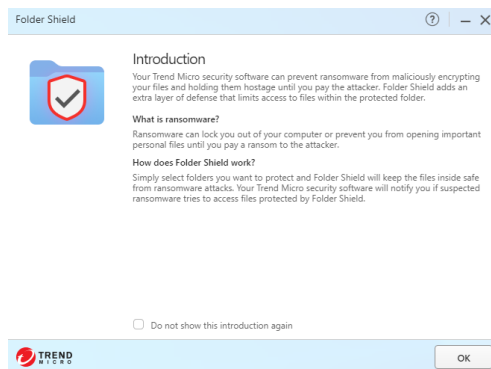 Folder Shield
Introduction
Your Trend Micro security software can prevent ransomware from maliciously encrypting
your files and holding them hostage until you pay the attacker. Folder Shield adds an
extra layer of defense that limits access to files within the protected folder.
What is ransomware?
Ransomware can lock you out of your computer or prevent you from opening important
personal files until you pay a ransom to the attacker.
How does Folder Shield work?
Simply select folders you want to protect and Folder Shield will keep the files inside safe
from ransomware attacks. Your Trend Micro security software will notify you if suspected
ransomware tries to access files protected by Folder Shield.
Do not show this introduction again
TREND
MICRO
OK